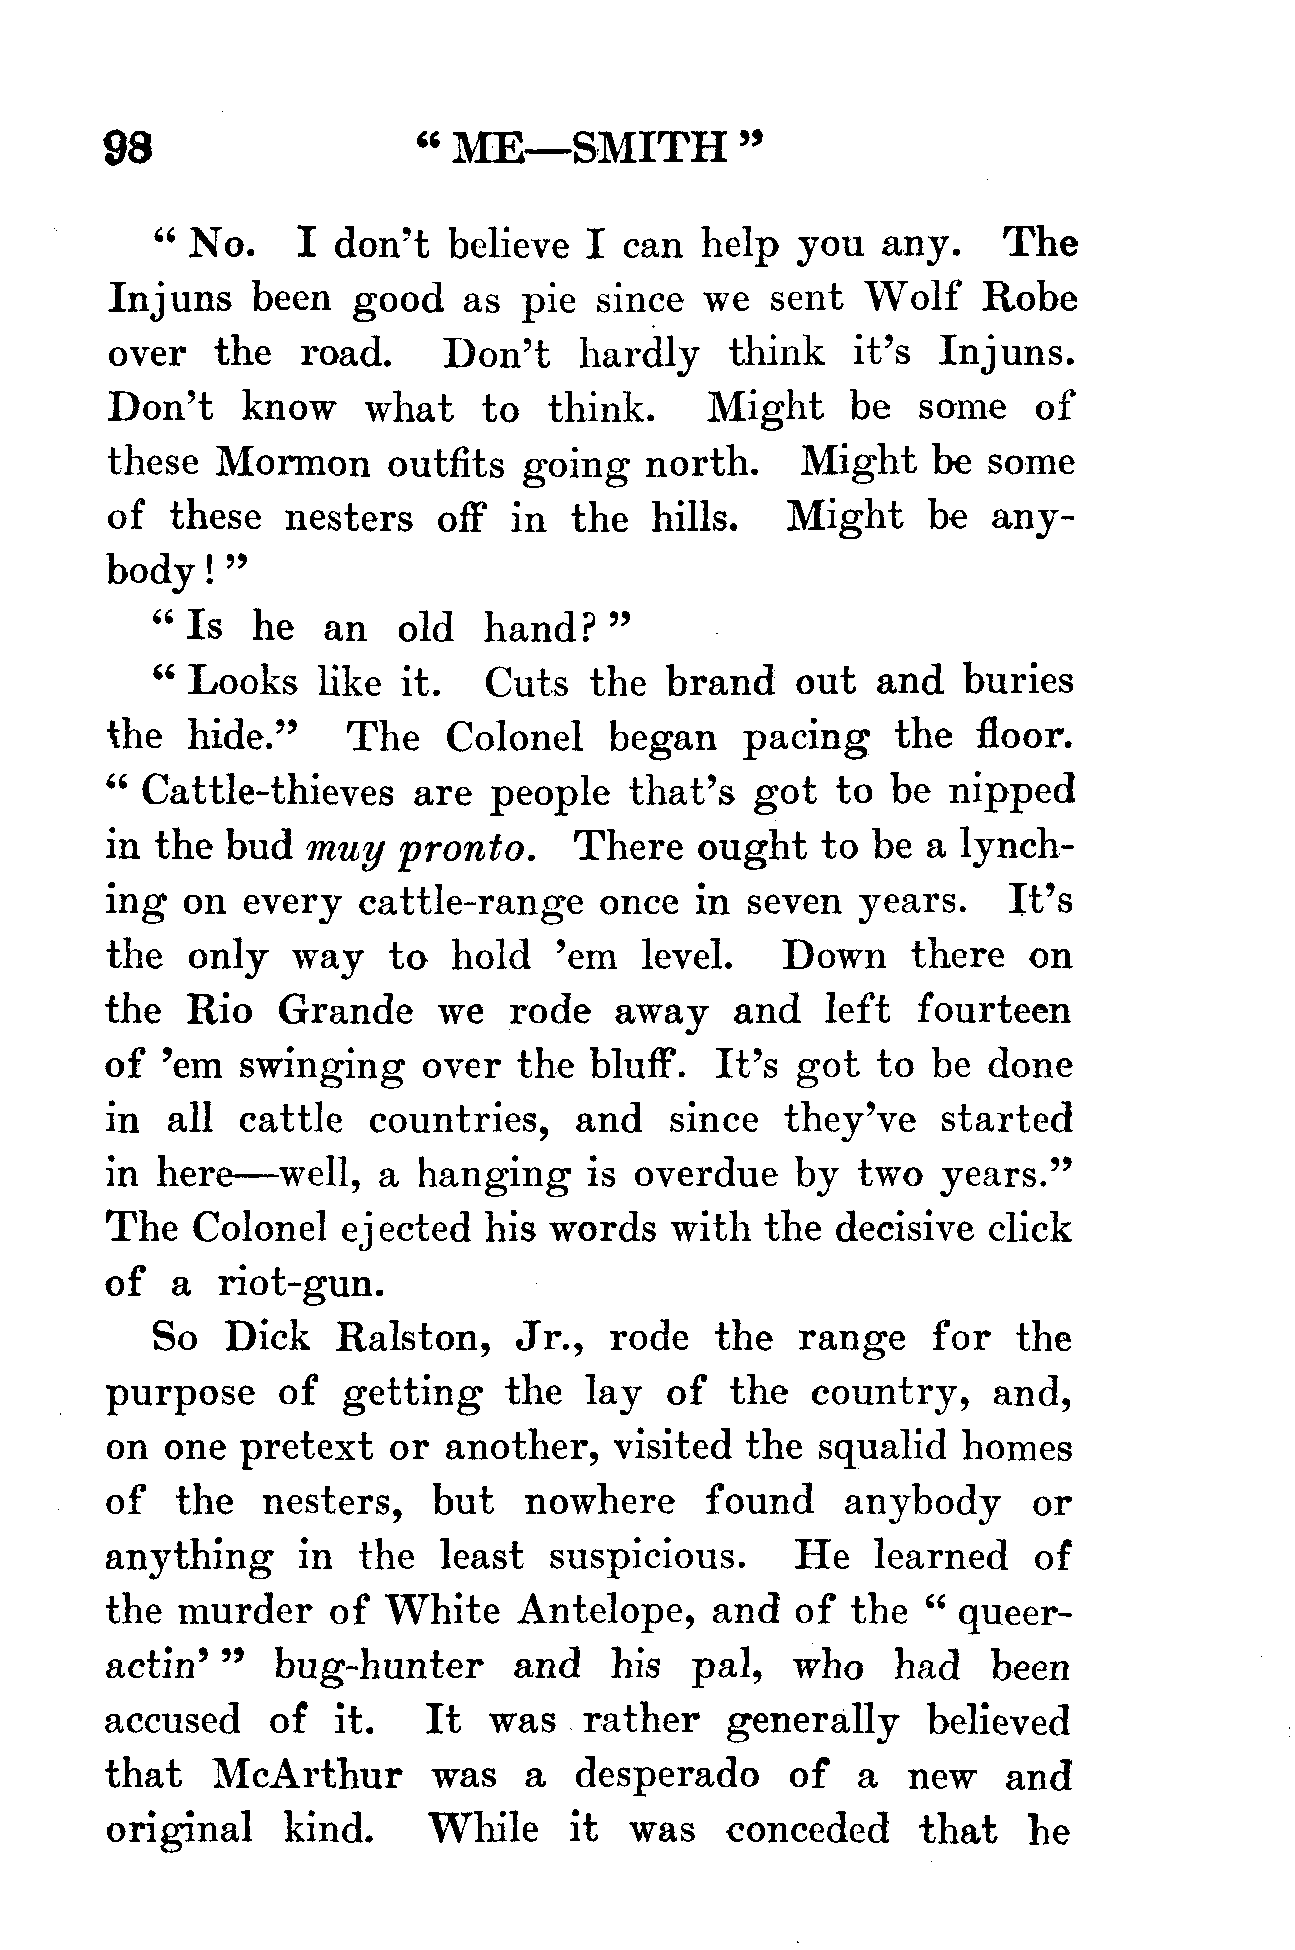 98 “ ME—SMITH ”
“ No. I don’t believe I can help you any. The
Injuns been good as pie since we sent Wolf Robe
over the road. Don’t hardly think it’s Injuns.
Don’t know what to think. Might be some of
these Mormon outfits going north. Might be some
of these nesters off in the hills. Might be any-
body ! ”
“ Is he an old hand? ”
“ Looks like it. Cuts the brand out and buries
the hide.” The Colonel began pacing the floor.
“ Cattle-thieves are people that’s got to be nipped
in the bud muy pronto. There ought to be a lynch-
ing on every cattle-range once in seven years. It’s
the only way to hold ’em level. Down there on
the Rio Grande we rode away and left fourteen
of ’em swinging over the bluff. It’s got to be done
in all cattle countries, and since they’ve started
in here—well, a hanging is overdue by two years.”
The Colonel ejected his words with the decisive click
of a riot-gun.
So Dick Ralston, Jr., rode the range for the
purpose of getting the lay of the country, and,
on one pretext or another, visited the squalid homes
of the nesters, but nowhere found anybody or
anything in the least suspicious. He learned of
the murder of White Antelope, and of the “ queer-
actin’ ” bug-hunter and his pal, who had been
accused of it. It was rather generally believed
that McArthur was a desperado of a new and
original kind. While it was conceded that he